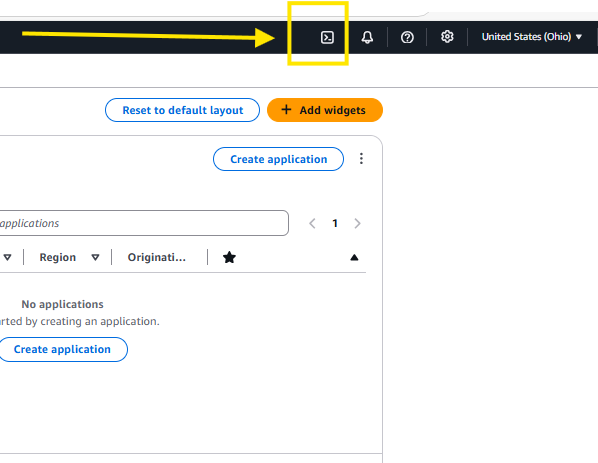 United States (Ohio)
Reset to default layout
Add widgets
Create application
applications
1
Region
Originati...
No applications
arted by creating an application.
Create application